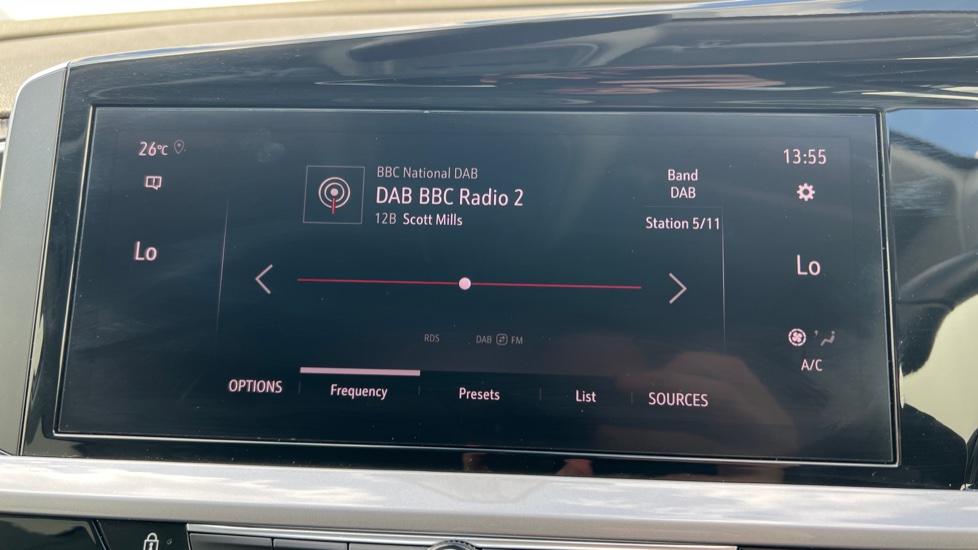 26°C
BBC National DAB
DAB BBC Radio 2
12B Scott Mills
Band
DAB
Station 5/11
13:55
Lo
Lo
RDS
DAB FM
A/C
OPTIONS
Frequency
Presets
List
SOURCES